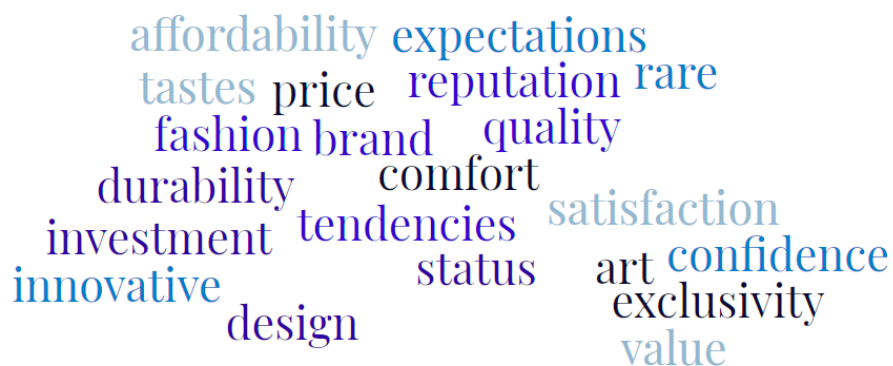 affordability expectations
tastes price reputation rare
fashion brand quality
durability comfort
satisfaction
investment tendencies
innovative status art confidence
exclusivity
design
value